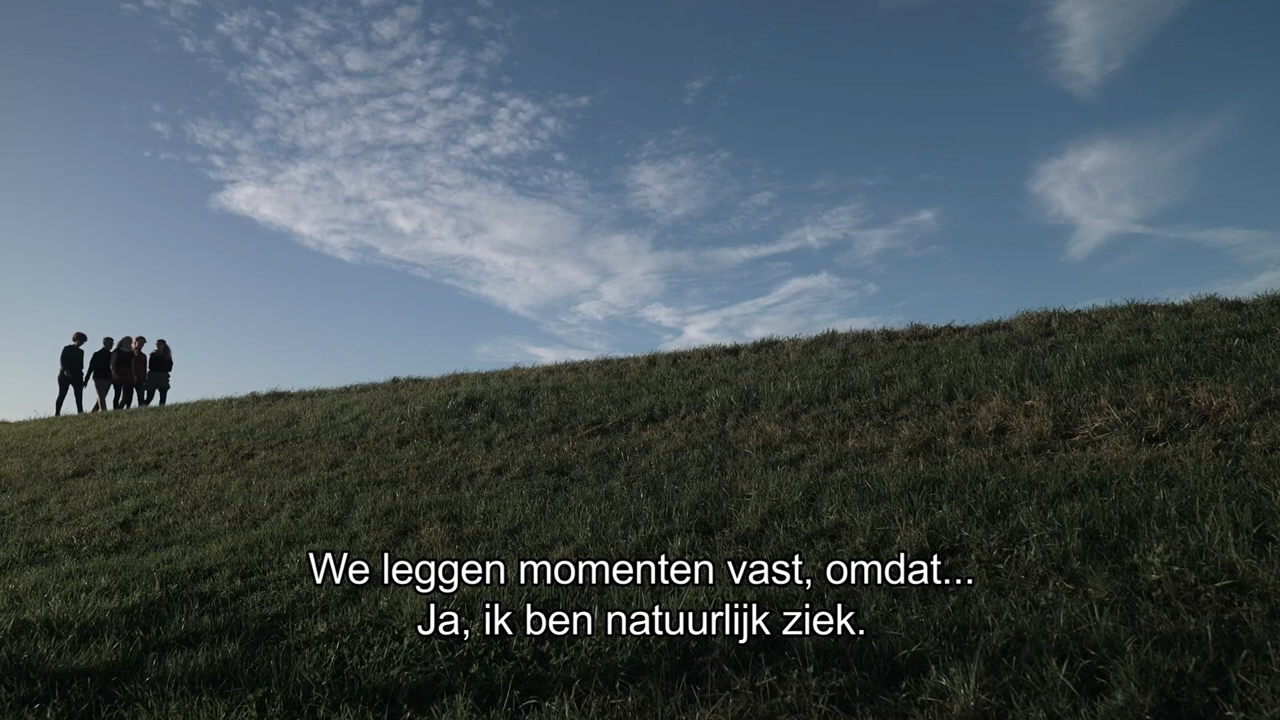 We leggen momenten vast, omdat...
Ja, ik ben natuurlijk ziek.